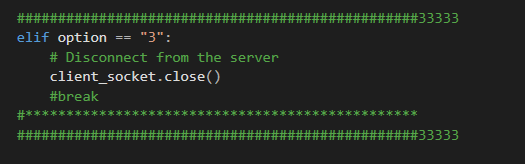 #################################################33333
elif option == "3":
# Disconnect from the server
client_socket.close()
#break
#************************************************
#################################################33333